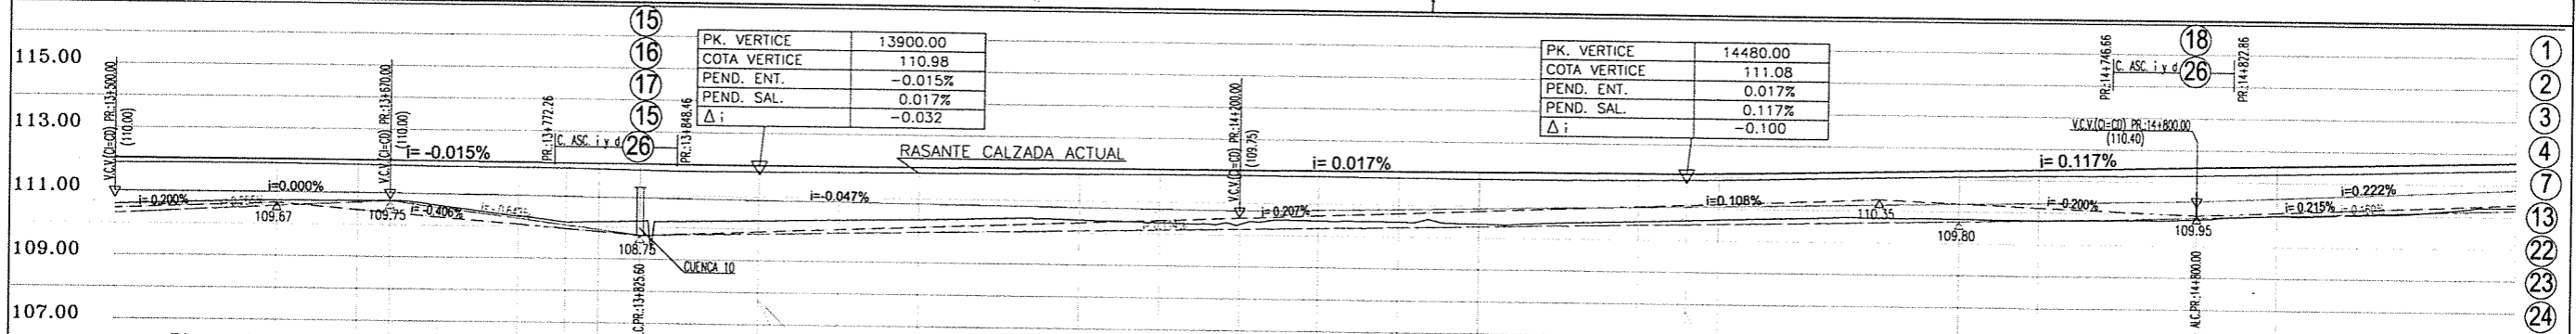 115.00
113.00
111.00
109.00
107.00
V.C.V.(CI=CD) PR.:13+500.00
(110.00)
V.C.V.(CI=CD) PR.:13+670.00
(110.00)
i= -0.015%
PR.:13+772.26
C. ASC. i y d
PR.:13+848.46
15
16
17
15
26
PK. VERTICE 13900.00
COTA VERTICE 110.98
PEND. ENT. -0.015%
PEND. SAL. 0.017%
Δ i -0.032
RASANTE CALZADA ACTUAL
V.C.V.(CI=CD) PR.:14+200.00
(109.75)
i= 0.017%
PK. VERTICE 14480.00
COTA VERTICE 111.08
PEND. ENT. 0.017%
PEND. SAL. 0.117%
Δ i -0.100
PR.:14+746.66
C. ASC. i y d
18
26
PR.:14+822.86
V.C.V.(CI=CD) PR.:14+800.00
(110.40)
i= 0.117%
i= 0.200%
i=0.000%
109.67
109.75
i= -0.406%
108.75
CUENCA 10
i=-0.047%
i= 0.207%
i=0.108%
110.35
i= -0.200%
109.80
109.95
i=0.222%
i= 0.215%
PR.:13+825.60
ALC.PR.:14+800.00
1
2
3
4
7
13
22
23
24